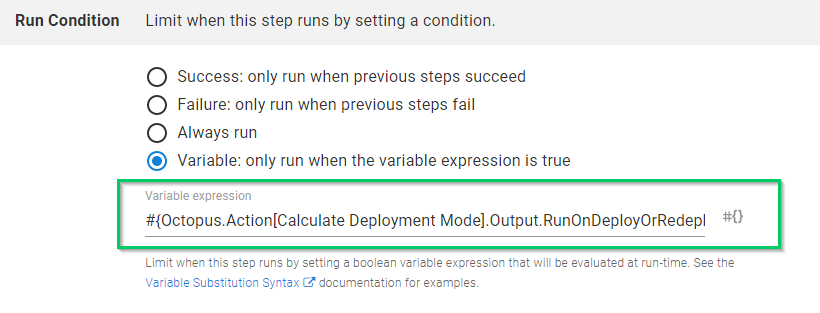 Run Condition Limit when this step runs by setting a condition.
Success: only run when previous steps succeed
Failure: only run when previous steps fail
Always run
Variable: only run when the variable expression is true
Variable expression
#{Octopus.Action[Calculate Deployment Mode].Output.RunOnDeployOrRedepl #{}
Limit when this step runs by setting a boolean variable expression that will be evaluated at run-time. See the
Variable Substitution Syntax documentation for examples.